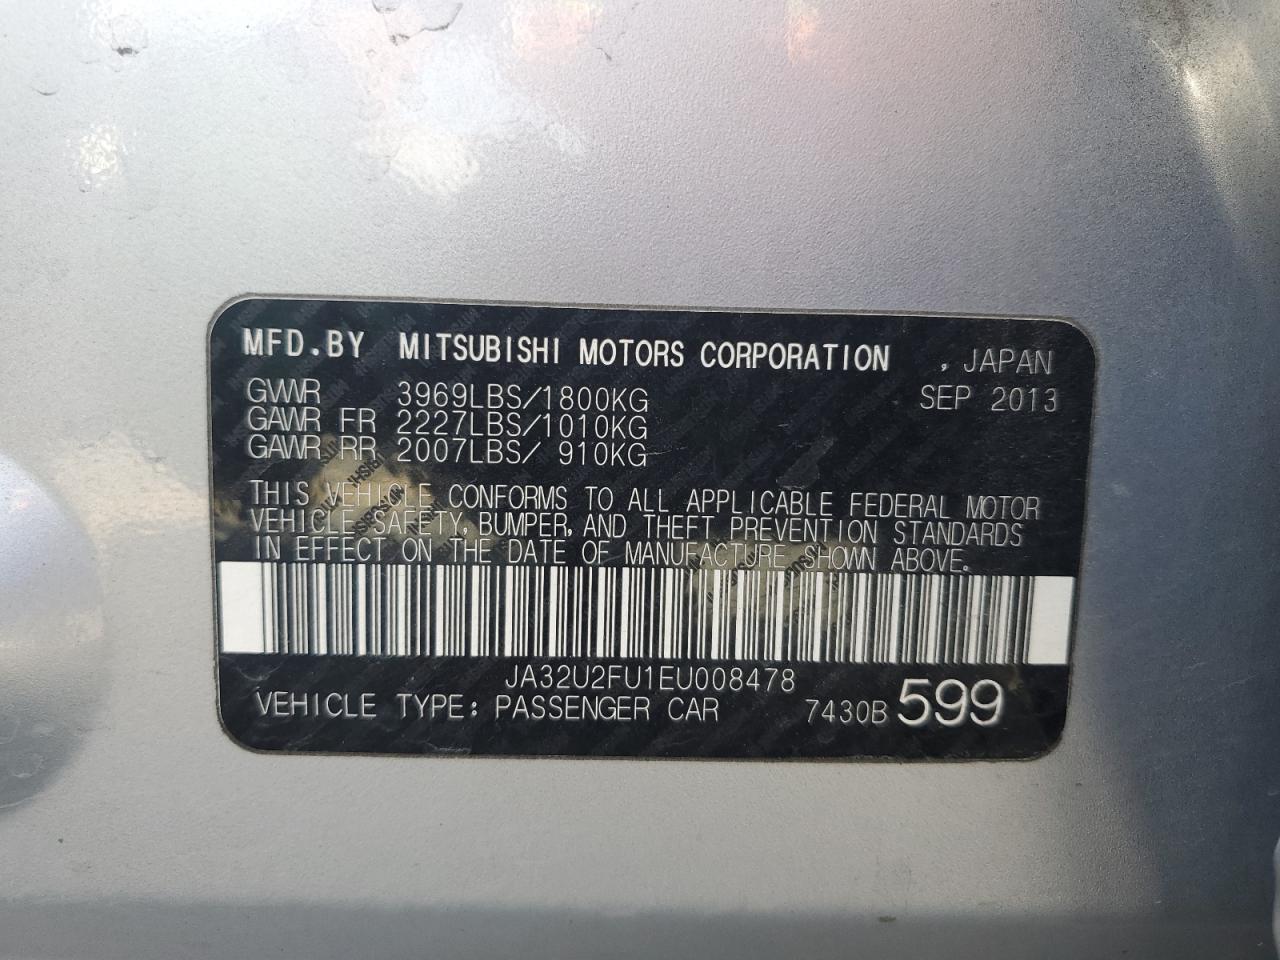 MFD.BY MITSUBISHI MOTORS CORPORATION , JAPAN
GVWR 3969LBS/1800KG SEP 2013
GAWR FR 2227LBS/1010KG
GAWR RR 2007LBS/ 910KG
THIS VEHICLE CONFORMS TO ALL APPLICABLE FEDERAL MOTOR
VEHICLE SAFETY, BUMPER, AND THEFT PREVENTION STANDARDS
IN EFFECT ON THE DATE OF MANUFACTURE SHOWN ABOVE.
JA32U2FU1EU008478
VEHICLE TYPE: PASSENGER CAR 7430B 599